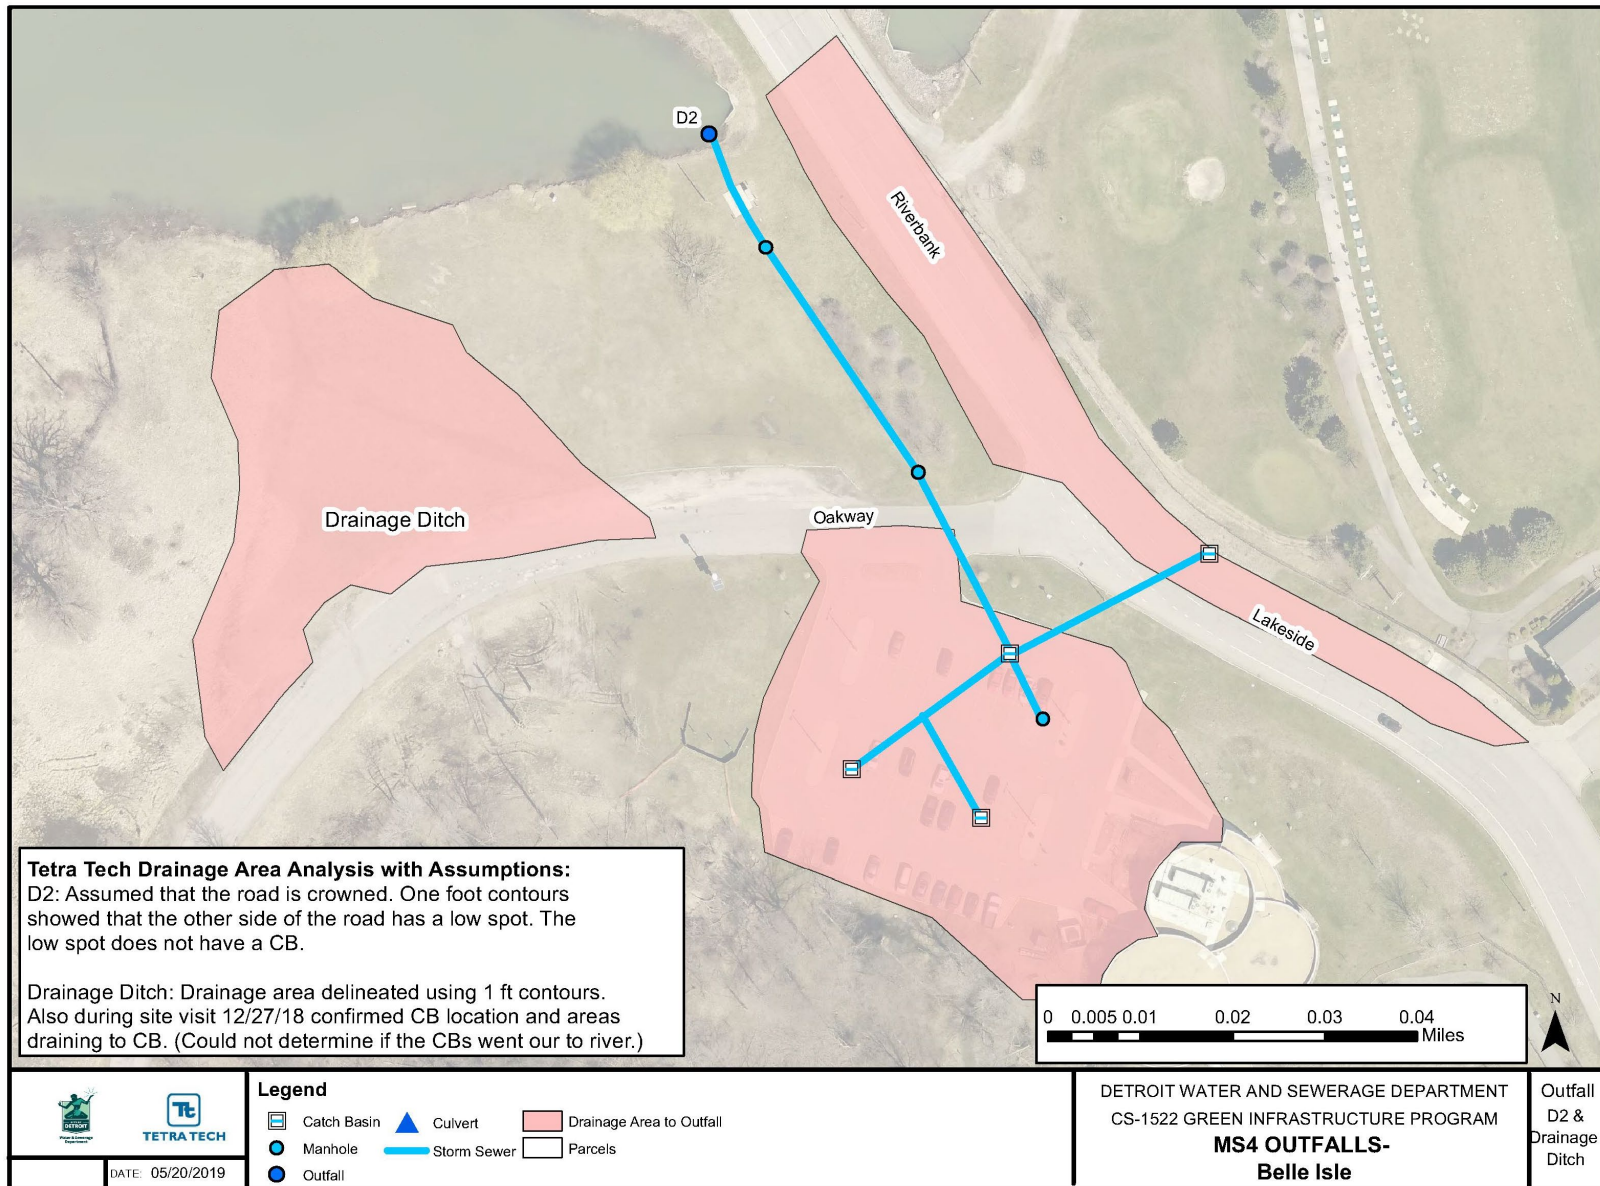 D2
Riverbank
Drainage Ditch
Oakway
Lakeside
Tetra Tech Drainage Area Analysis with Assumptions:
D2: Assumed that the road is crowned. One foot contours
showed that the other side of the road has a low spot. The
low spot does not have a CB.
Drainage Ditch: Drainage area delineated using 1 ft contours.
Also during site visit 12/27/18 confirmed CB location and areas
draining to CB. (Could not determine if the CBs went our to river.)
0 0.005 0.01 0.02 0.03 0.04
Miles
N
DETROIT
Water & Sewerage
Department
Tt
TETRA TECH
DATE: 05/20/2019
Legend
Catch Basin
Manhole
Outfall
Culvert
Storm Sewer
Drainage Area to Outfall
Parcels
DETROIT WATER AND SEWERAGE DEPARTMENT
CS-1522 GREEN INFRASTRUCTURE PROGRAM
MS4 OUTFALLS-
Belle Isle
Outfall
D2 &
Drainage
Ditch